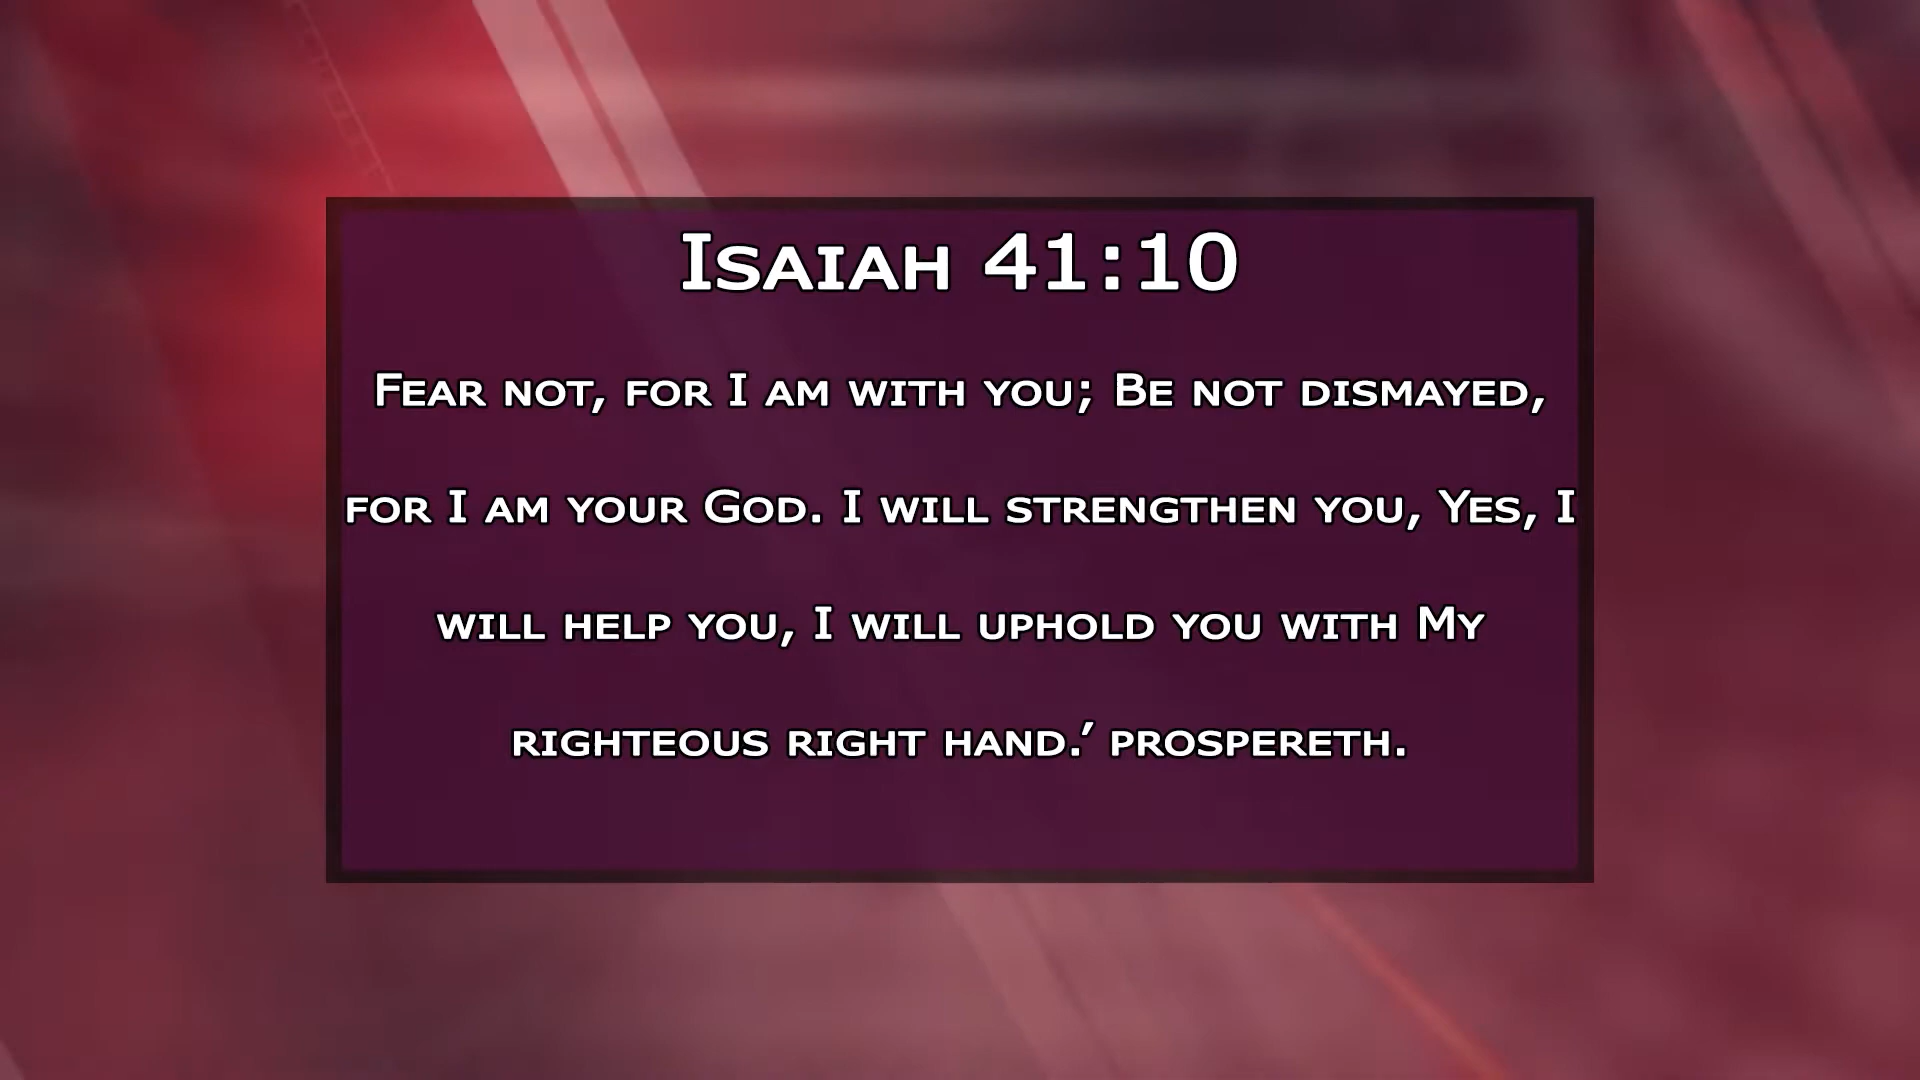 Isaiah 41:10
Fear not, for I am with you; Be not dismayed,
for I am your God. I will strengthen you, Yes, I
will help you, I will uphold you with My
righteous right hand.’ prospereth.